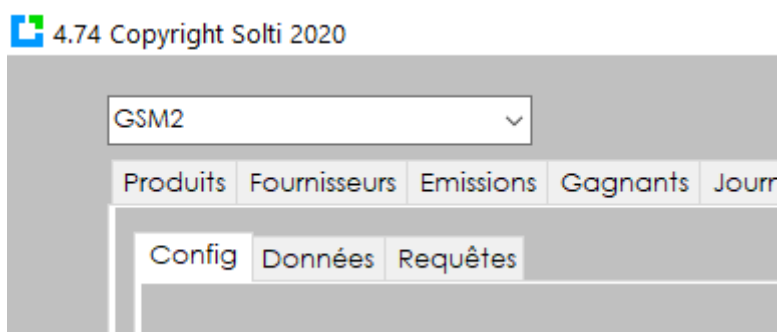 4.74 Copyright Solti 2020
GSM2
Produits Fournisseurs Emissions Gagnants
Config Données Requêtes